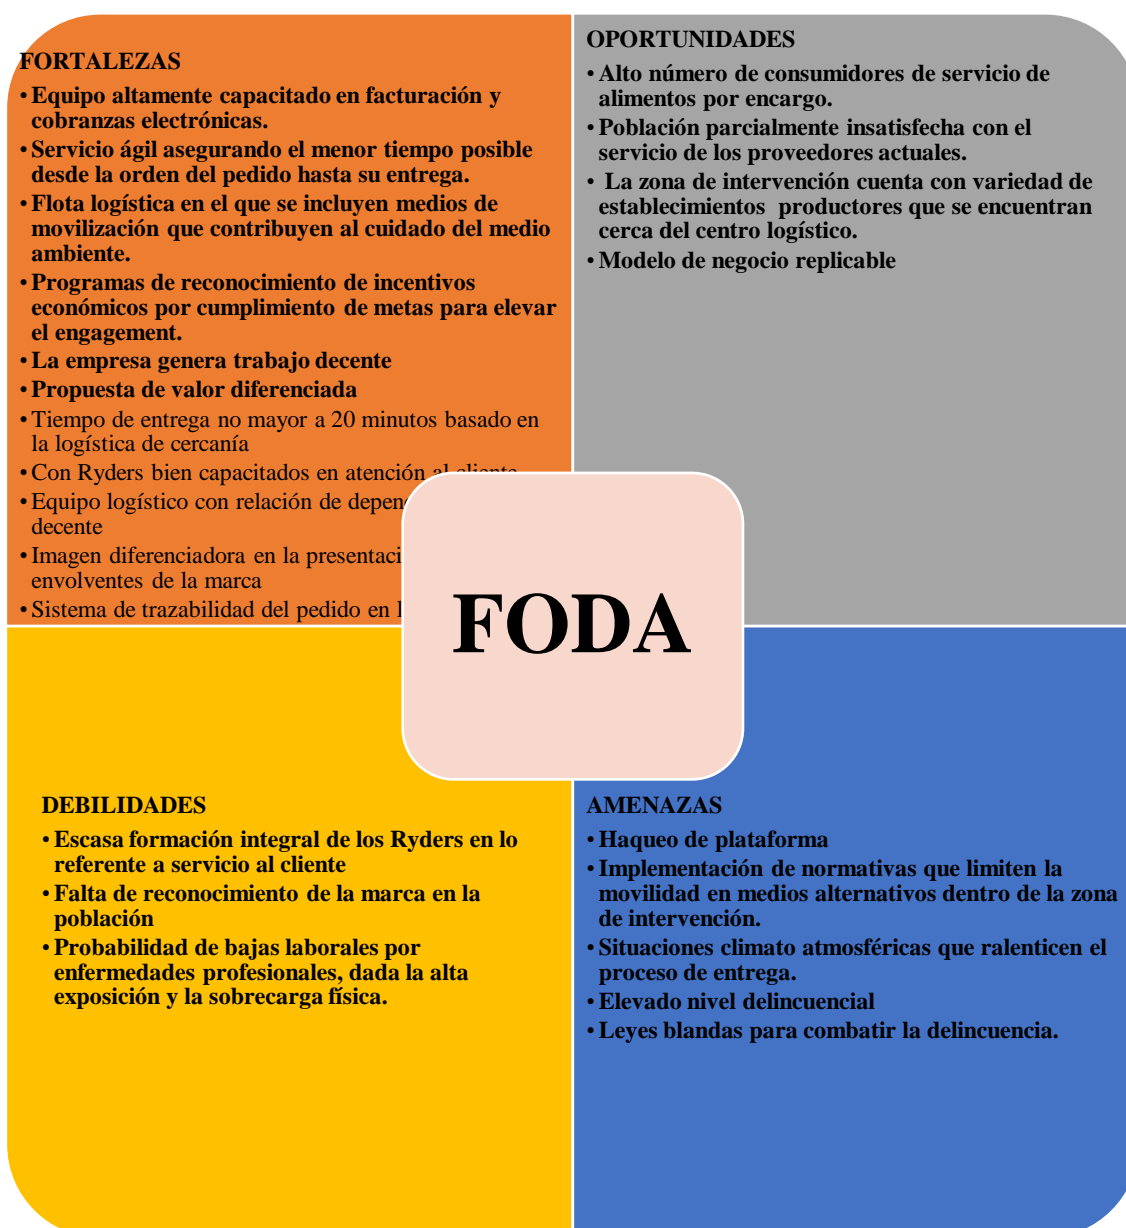 FORTALEZAS
• Equipo altamente capacitado en facturación y
cobranzas electrónicas.
• Servicio ágil asegurando el menor tiempo posible
desde la orden del pedido hasta su entrega.
• Flota logística en el que se incluyen medios de
movilización que contribuyen al cuidado del medio
ambiente.
• Programas de reconocimiento de incentivos
económicos por cumplimiento de metas para elevar
el engagement.
• La empresa genera trabajo decente
• Propuesta de valor diferenciada
• Tiempo de entrega no mayor a 20 minutos basado en
la logística de cercanía
• Con Ryders bien capacitados en atención al cliente
• Equipo logístico con relación de
decente
• Imagen diferenciadora en la
envolventes de la marca
• Sistema de trazabilidad del pedido en
OPORTUNIDADES
• Alto número de consumidores de servicio de
alimentos por encargo.
• Población parcialmente insatisfecha con el
servicio de los proveedores actuales.
• La zona de intervención cuenta con variedad de
establecimientos productores que se encuentran
cerca del centro logístico.
• Modelo de negocio replicable
FODA
DEBILIDADES
• Escasa formación integral de los Ryders en lo
referente a servicio al cliente
• Falta de reconocimiento de la marca en la
población
• Probabilidad de bajas laborales por
enfermedades profesionales, dada la alta
exposición y la sobrecarga física.
AMENAZAS
• Haqueo de plataforma
• Implementación de normativas que limiten la
movilidad en medios alternativos dentro de la zona
de intervención.
• Situaciones climato atmosféricas que ralenticen el
proceso de entrega.
• Elevado nivel delincuencial
• Leyes blandas para combatir la delincuencia.